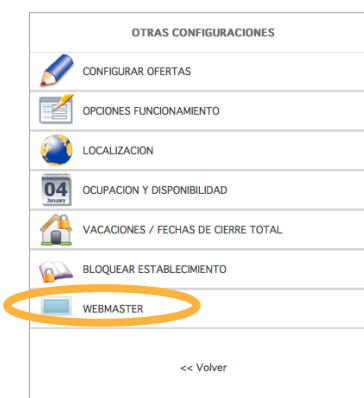 OTRAS CONFIGURACIONES
CONFIGURAR OFERTAS
OPCIONES FUNCIONAMIENTO
LOCALIZACION
04
January
OCUPACION Y DISPONIBILIDAD
VACACIONES / FECHAS DE CIERRE TOTAL
BLOQUEAR ESTABLECIMIENTO
WEBMASTER
<< Volver